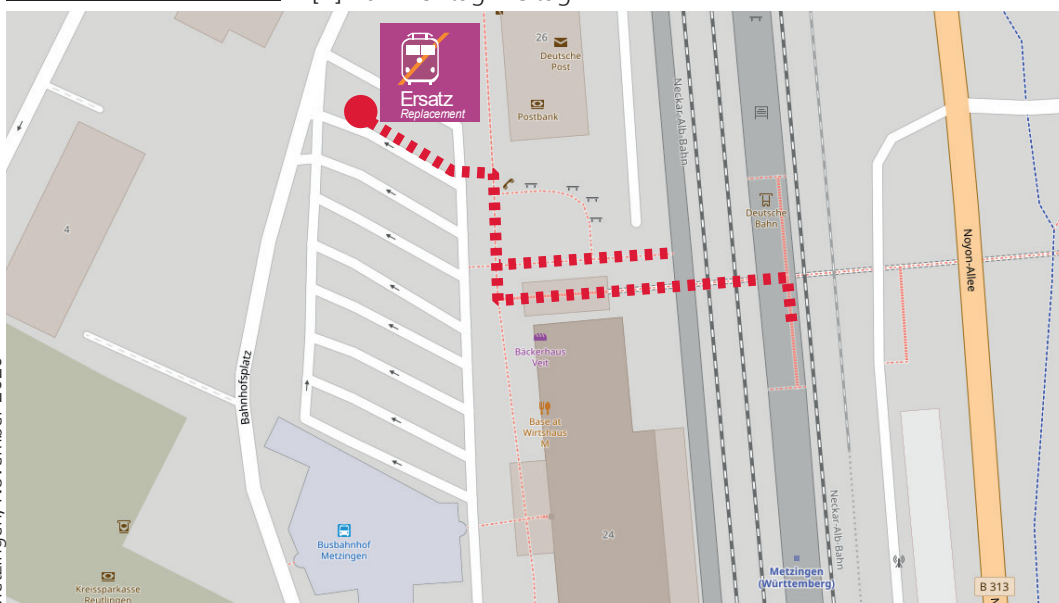 26
Deutsche
Post
Postbank
Ersatz
Replacement
Neckar-Alb-Bahn
Deutsche
Bahn
Noyon-Allee
4
Bahnhofsplatz
Bäckerhaus
Veit
Base at
Wirtshaus
M
24
Busbahnhof
Metzingen
Kreissparkasse
Reutlingen
Neckar-Alb-Bahn
Metzingen
(Württemberg)
B 313